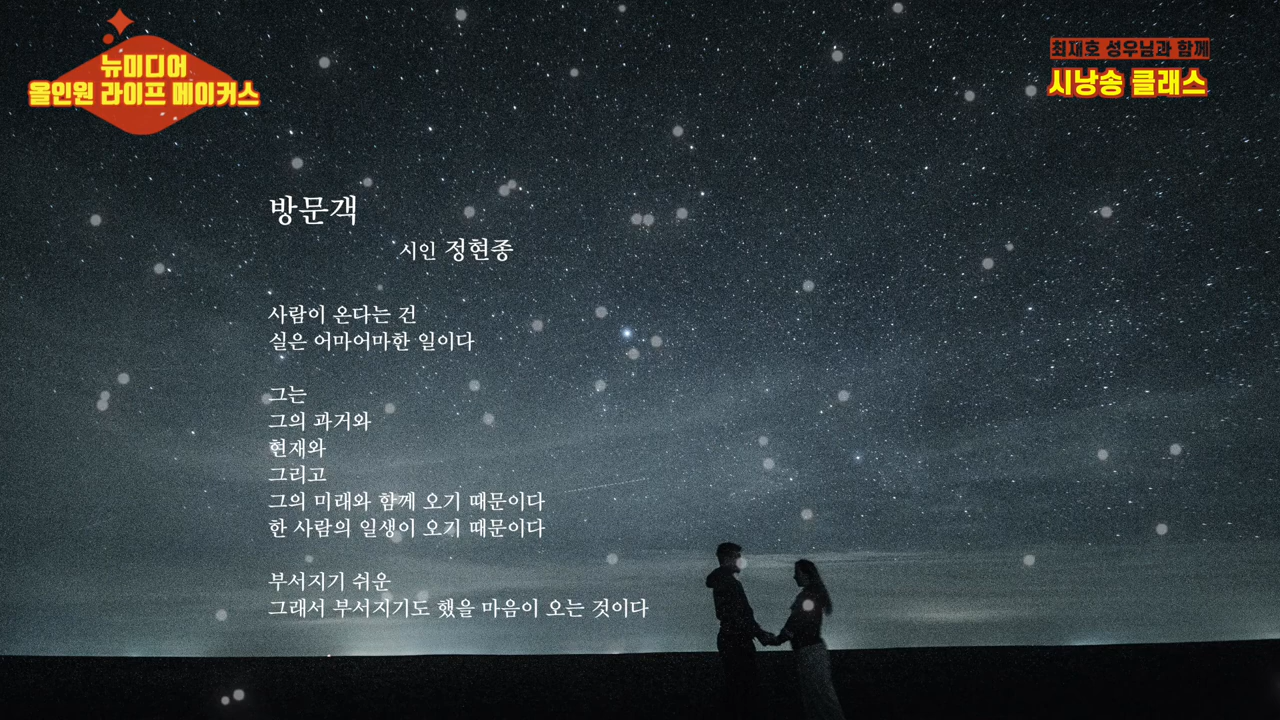 뉴미디어
올인원 라이프 메이커스
최재호 성우님과 함께
시낭송 클래스
방문객
시인 정현종
사람이 온다는 건
실은 어마어마한 일이다
그는
그의 과거와
현재와
그리고
그의 미래와 함께 오기 때문이다
한 사람의 일생이 오기 때문이다
부서지기 쉬운
그래서 부서지기도 했을 마음이 오는 것이다